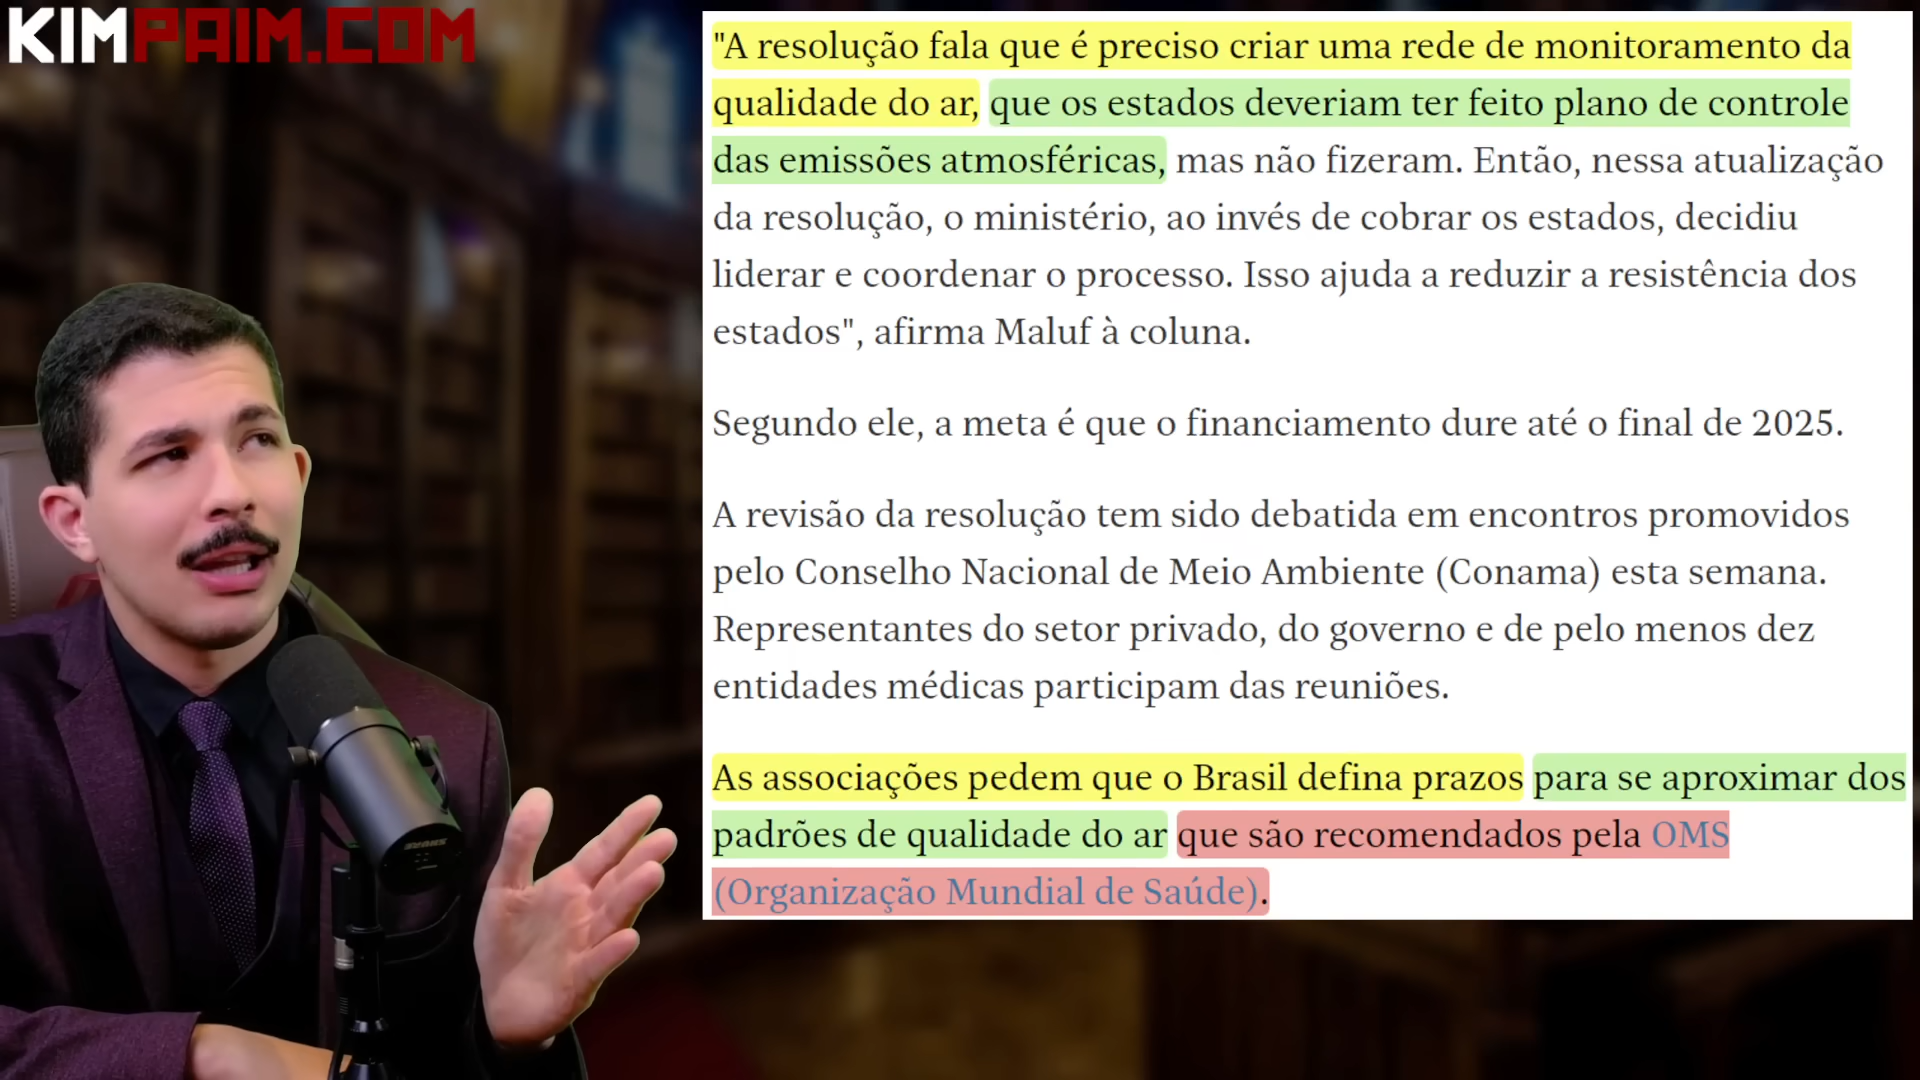 KIMPAIM.COM
"A resolução fala que é preciso criar uma rede de monitoramento da
qualidade do ar, que os estados deveriam ter feito plano de controle
das emissões atmosféricas, mas não fizeram. Então, nessa atualização
da resolução, o ministério, ao invés de cobrar os estados, decidiu
liderar e coordenar o processo. Isso ajuda a reduzir a resistência dos
estados", afirma Maluf à coluna.
Segundo ele, a meta é que o financiamento dure até o final de 2025.
A revisão da resolução tem sido debatida em encontros promovidos
pelo Conselho Nacional de Meio Ambiente (Conama) esta semana.
Representantes do setor privado, do governo e de pelo menos dez
entidades médicas participam das reuniões.
As associações pedem que o Brasil defina prazos para se aproximar dos
padrões de qualidade do ar que são recomendados pela OMS
(Organização Mundial de Saúde).
SHURE